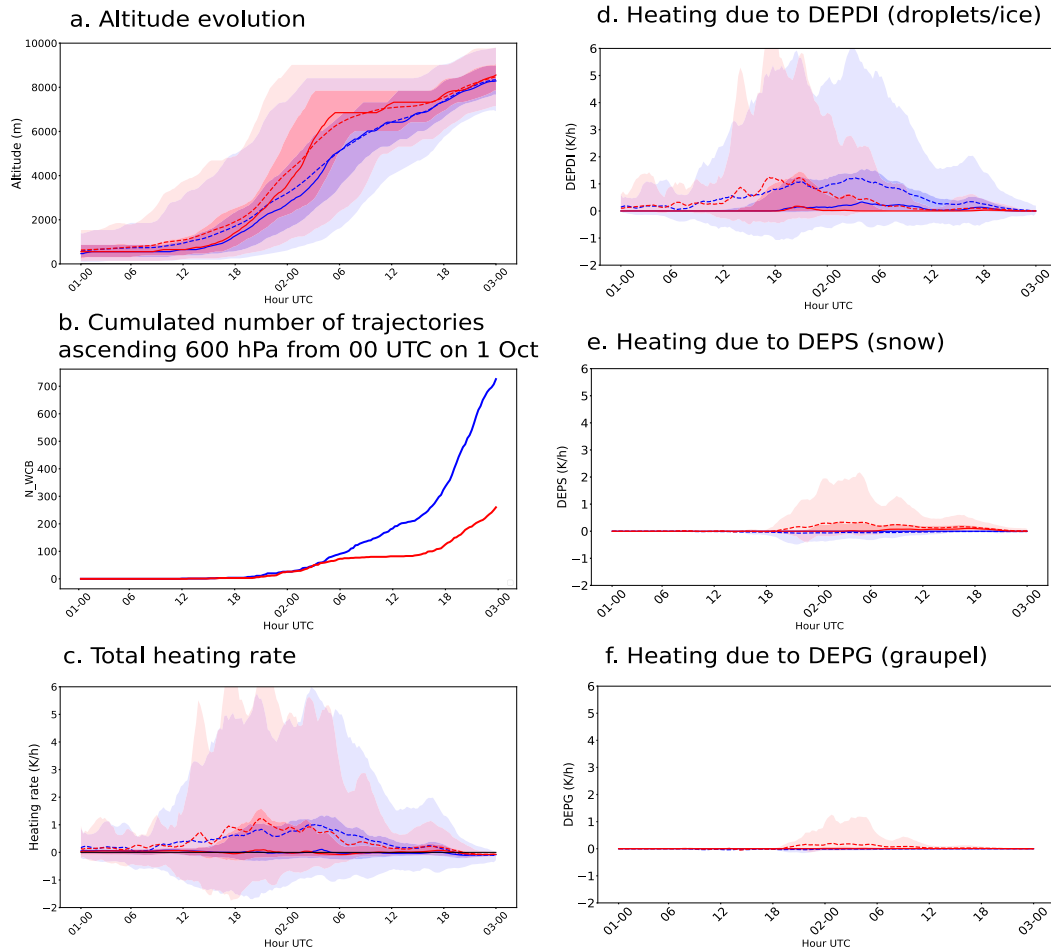 a. Altitude evolution
10000
8000
6000
4000
2000
0
Altitude (m)
01-00 06 12 18 02-00 06 12 18 03-00
Hour UTC
b. Cumulated number of trajectories
ascending 600 hPa from 00 UTC on 1 Oct
700
600
500
400
300
200
100
0
N_WCB
01-00 06 12 18 02-00 06 12 18 03-00
Hour UTC
c. Total heating rate
6
5
4
3
2
1
0
−1
−2
Heating rate (K/h)
01-00 06 12 18 02-00 06 12 18 03-00
Hour UTC
d. Heating due to DEPDI (droplets/ice)
6
5
4
3
2
1
0
−1
−2
DEPDI (K/h)
01-00 06 12 18 02-00 06 12 18 03-00
Hour UTC
e. Heating due to DEPS (snow)
6
5
4
3
2
1
0
−1
−2
DEPS (K/h)
01-00 06 12 18 02-00 06 12 18 03-00
Hour UTC
f. Heating due to DEPG (graupel)
6
5
4
3
2
1
0
−1
−2
DEPG (K/h)
01-00 06 12 18 02-00 06 12 18 03-00
Hour UTC